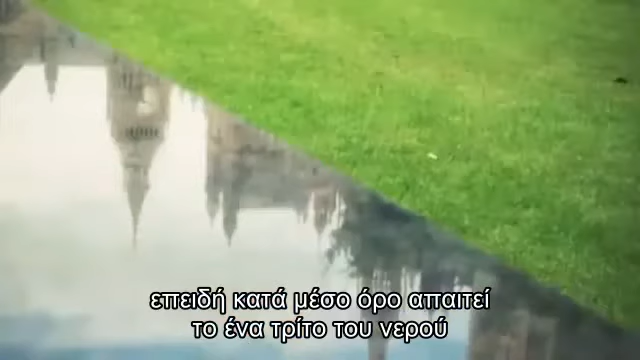 επειδή κατά μέσο όρο απαιτεί
το ένα τρίτο του νερού